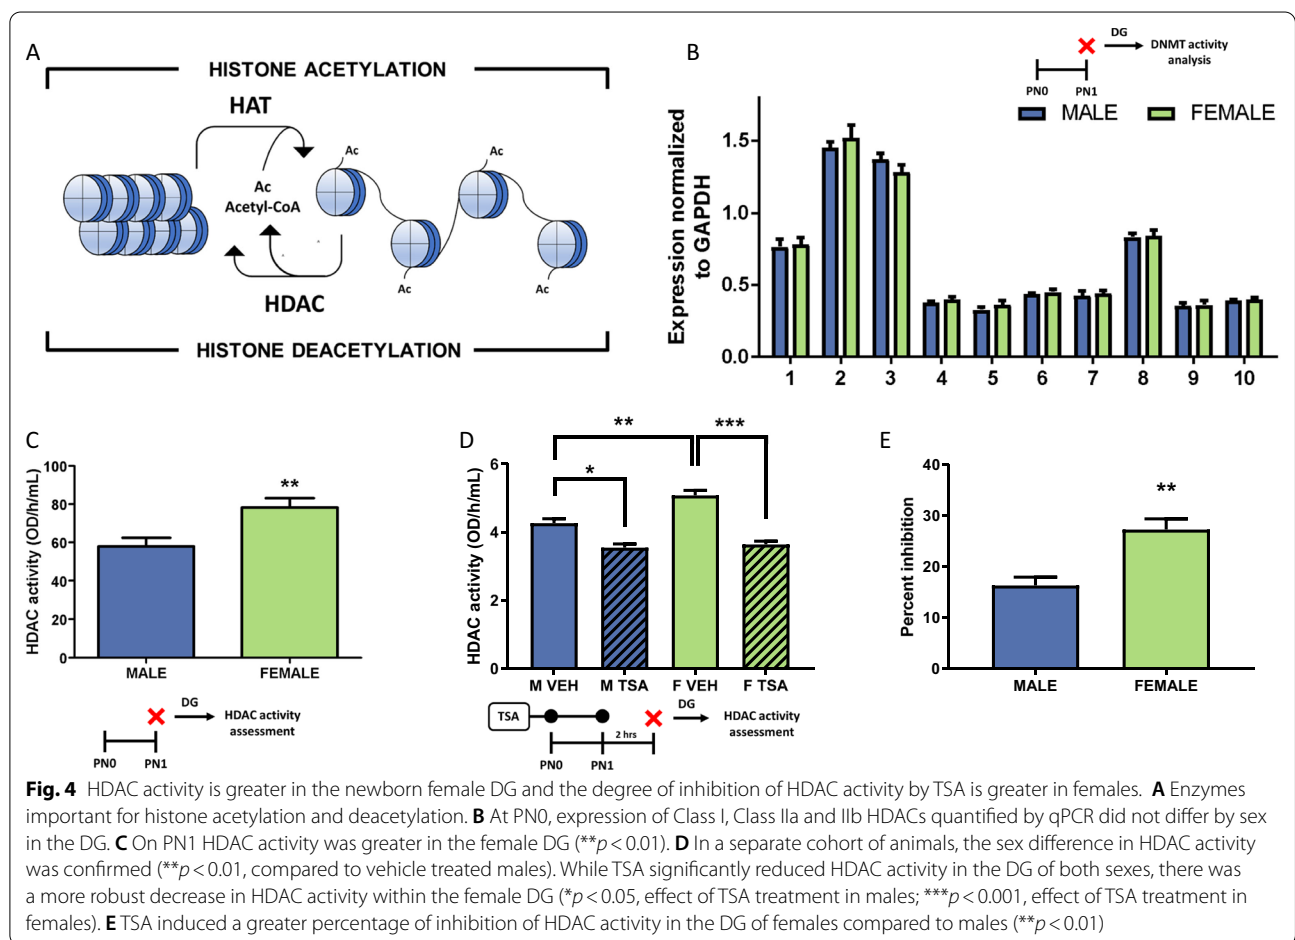 A
HISTONE ACETYLATION
HAT
Ac
Ac
Ac
Acetyl-CoA
Ac
Ac
HDAC
HISTONE DEACETYLATION
B
DG
DNMT activity
analysis
PN0
PN1
MALE
FEMALE
Expression normalized
to GAPDH
1.5
1.0
0.5
0.0
1 2 3 4 5 6 7 8 9 10
C
HDAC activity (OD/h/mL)
100
80
60
40
20
0
**
MALE
FEMALE
DG
HDAC activity
assessment
PN0
PN1
D
**
***
*
HDAC activity (OD/h/mL)
6
4
2
0
M VEH M TSA F VEH F TSA
TSA
2 hrs
DG
HDAC activity
assessment
PN0
PN1
E
Percent inhibition
40
30
20
10
0
**
MALE
FEMALE
Fig. 4 HDAC activity is greater in the newborn female DG and the degree of inhibition of HDAC activity by TSA is greater in females. A Enzymes
important for histone acetylation and deacetylation. B At PN0, expression of Class I, Class IIa and IIb HDACs quantified by qPCR did not differ by sex
in the DG. C On PN1 HDAC activity was greater in the female DG (**p < 0.01). D In a separate cohort of animals, the sex difference in HDAC activity
was confirmed (**p < 0.01, compared to vehicle treated males). While TSA significantly reduced HDAC activity in the DG of both sexes, there was
a more robust decrease in HDAC activity within the female DG (*p < 0.05, effect of TSA treatment in males; ***p < 0.001, effect of TSA treatment in
females). E TSA induced a greater percentage of inhibition of HDAC activity in the DG of females compared to males (**p < 0.01)